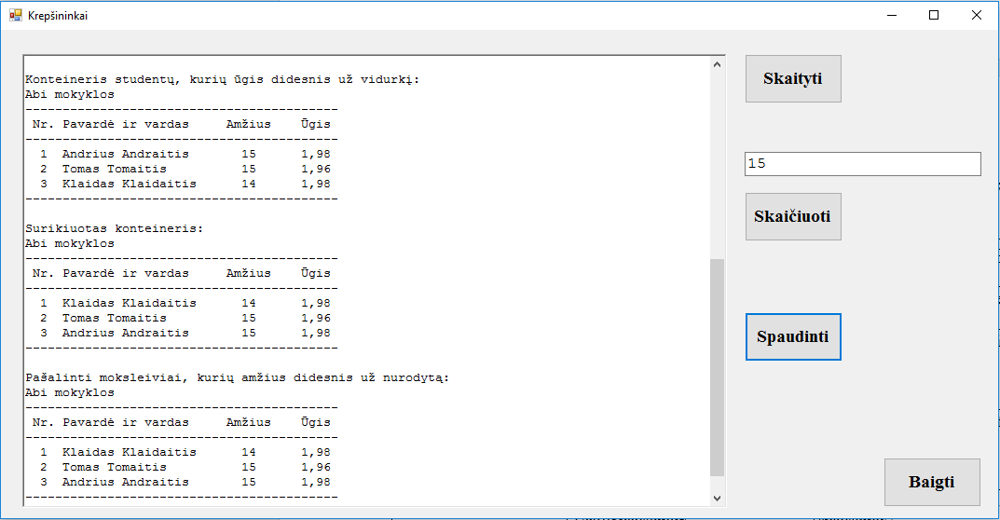 Krepšininkai
Konteineris studentų, kurių ūgis didesnis už vidurkį:
Abi mokyklos
------------------------------------------
Nr. Pavardė ir vardas Amžius Ūgis
------------------------------------------
1 Andrius Andraitis 15 1,98
2 Tomas Tomaitis 15 1,96
3 Klaidas Klaidaitis 14 1,98
------------------------------------------
Surikiuotas konteineris:
Abi mokyklos
------------------------------------------
Nr. Pavardė ir vardas Amžius Ūgis
------------------------------------------
1 Klaidas Klaidaitis 14 1,98
2 Tomas Tomaitis 15 1,96
3 Andrius Andraitis 15 1,98
------------------------------------------
Pašalinti moksleiviai, kurių amžius didesnis už nurodytą:
Abi mokyklos
------------------------------------------
Nr. Pavardė ir vardas Amžius Ūgis
------------------------------------------
1 Klaidas Klaidaitis 14 1,98
2 Tomas Tomaitis 15 1,96
3 Andrius Andraitis 15 1,98
------------------------------------------
Skaityti
15
Skaičiuoti
Spaudinti
Baigti